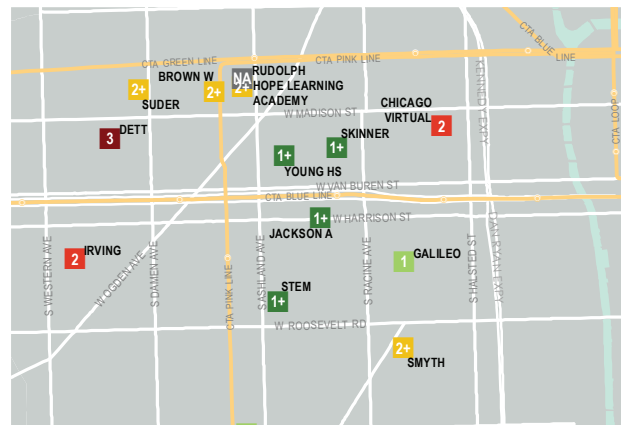 CTA GREEN LINE
CTA PINK LINE
CTA BLUE
LINE
BROWN W
NA
RUDOLPH
HOPE LEARNING
ACADEMY
2+
2+
2+
SUDER
KENNEDY EXPY
CTA LOOP
W MADISON ST
CHICAGO
VIRTUAL
2
3
DETT
SKINNER
1+
1+
YOUNG HS
W VAN BUREN ST
CTA BLUE LINE
1+
W HARRISON ST
JACKSON A
IRVING
2
GALILEO
1
S WESTERN AVE
W OGDEN AVE
S DAMEN AVE
CTA PINK LINE
S ASHLAND AVE
S RACINE AVE
S HALSTED ST
DAN RYAN EXPY
STEM
1+
W ROOSEVELT RD
2+
SMYTH